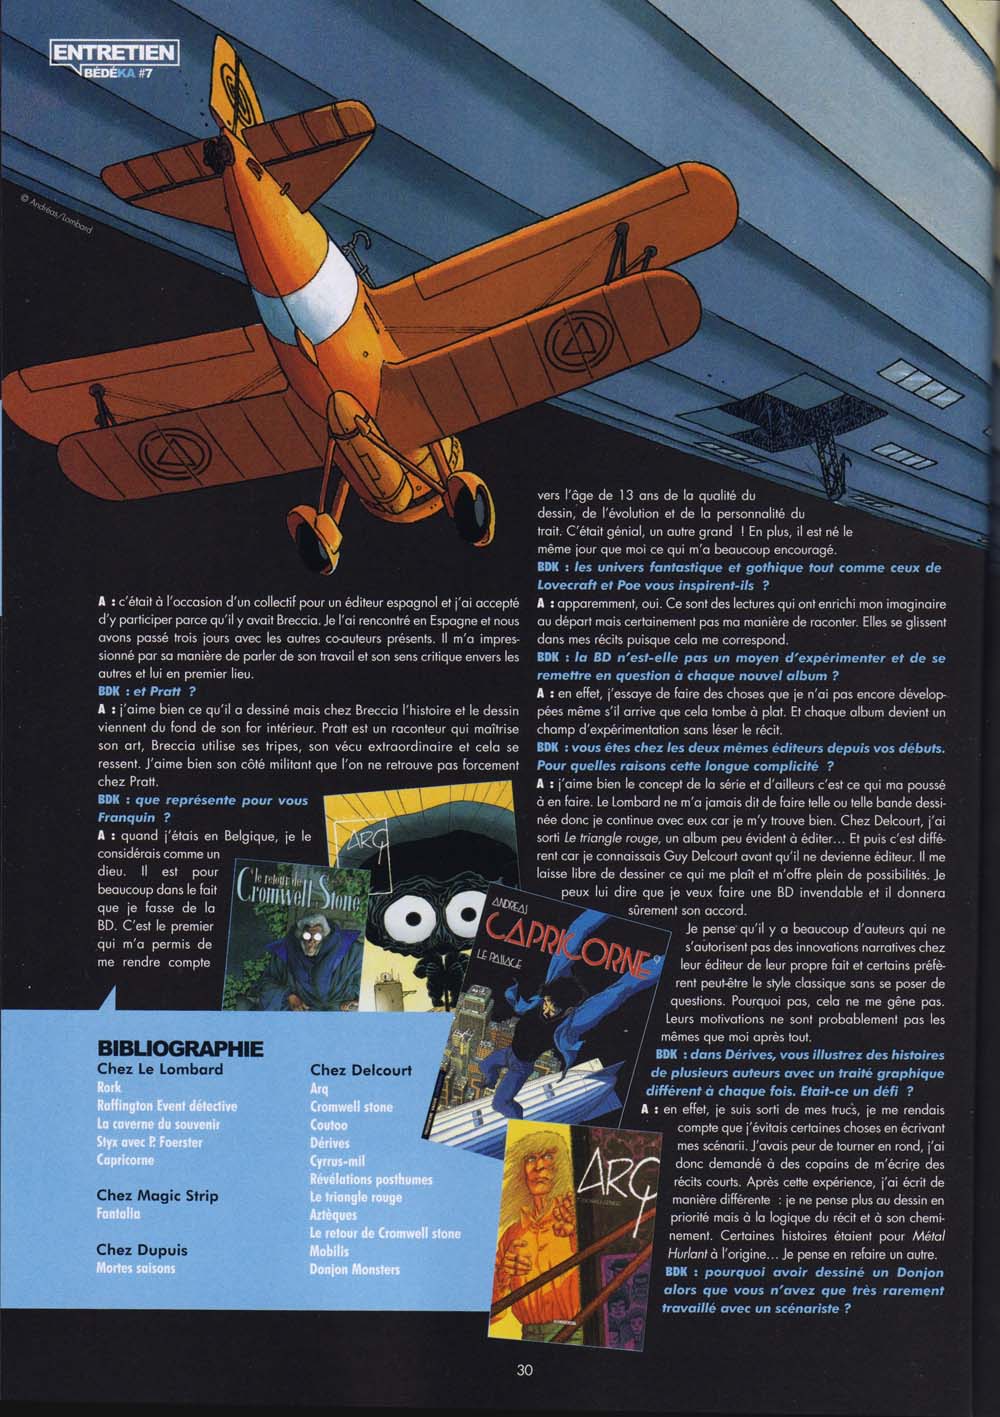 ENTRETIEN
BÉDÉKA #7
© Andréas/Lombard
A : c'était à l'occasion d'un collectif pour un éditeur espagnol et j'ai accepté
d'y participer parce qu'il y avait Breccia. Je l'ai rencontré en Espagne et nous
avons passé trois jours avec les autres co-auteurs présents. Il m'a impres-
sionné par sa manière de parler de son travail et son sens critique envers les
autres et lui en premier lieu.
BDK : et Pratt ?
A : j'aime bien ce qu'il a dessiné mais chez Breccia l'histoire et le dessin
viennent du fond de son for intérieur. Pratt est un raconteur qui maîtrise
son art, Breccia utilise ses tripes, son vécu extraordinaire et cela se
ressent. J'aime bien son côté militant que l'on ne retrouve pas forcement
chez Pratt.
BDK : que représente pour vous
Franquin ?
A : quand j'étais en Belgique, je le
considérais comme un
dieu. Il est pour
beaucoup dans le fait
que je fasse de la
BD. C'est le premier
qui m'a permis de
me rendre compte
vers l'âge de 13 ans de la qualité du
dessin, de l'évolution et de la personnalité du
trait. C'était génial, un autre grand ! En plus, il est né le
même jour que moi ce qui m'a beaucoup encouragé.
BDK : les univers fantastique et gothique tout comme ceux de
Lovecraft et Poe vous inspirent-ils ?
A : apparemment, oui. Ce sont des lectures qui ont enrichi mon imaginaire
au départ mais certainement pas ma manière de raconter. Elles se glissent
dans mes récits puisque cela me correspond.
BDK : la BD n'est-elle pas un moyen d'expérimenter et de se
remettre en question à chaque nouvel album ?
A : en effet, j'essaye de faire des choses que je n'ai pas encore dévelop-
pées même s'il arrive que cela tombe à plat. Et chaque album devient un
champ d'expérimentation sans léser le récit.
BDK : vous êtes chez les deux mêmes éditeurs depuis vos débuts.
Pour quelles raisons cette longue complicité ?
A : j'aime bien le concept de la série et d'ailleurs c'est ce qui ma poussé
à en faire. Le Lombard ne m'a jamais dit de faire telle ou telle bande dessi-
née donc je continue avec eux car je m'y trouve bien. Chez Delcourt, j'ai
sorti Le triangle rouge, un album peu évident à éditer... Et puis c'est diffé-
rent car je connaissais Guy Delcourt avant qu'il ne devienne éditeur. Il me
laisse libre de dessiner ce qui me plaît et m'offre plein de possibilités. Je
peux lui dire que je veux faire une BD invendable et il donnera
sûrement son accord.
Je pense qu'il y a beaucoup d'auteurs qui ne
s'autorisent pas des innovations narratives chez
leur éditeur de leur propre fait et certains préfè-
rent peut-être le style classique sans se poser de
questions. Pourquoi pas, cela ne me gêne pas.
Leurs motivations ne sont probablement pas les
mêmes que moi après tout.
BDK : dans Dérives, vous illustrez des histoires
de plusieurs auteurs avec un traité graphique
différent à chaque fois. Etait-ce un défi ?
A : en effet, je suis sorti de mes trucs, je me rendais
compte que j'évitais certaines choses en écrivant
mes scénarii. J'avais peur de tourner en rond, j'ai
donc demandé à des copains de m'écrire des
récits courts. Après cette expérience, j'ai écrit de
manière différente : je ne pense plus au dessin en
priorité mais à la logique du récit et à son chemi-
nement. Certaines histoires étaient pour Métal
Hurlant à l'origine... Je pense en refaire un autre.
BDK : pourquoi avoir dessiné un Donjon
alors que vous n'avez que très rarement
travaillé avec un scénariste ?
ARQ
le retour de
Cromwell Stone
ANDREAS
CAPRICORNE
LE PASSAGE
9
ARQ
BIBLIOGRAPHIE
Chez Le Lombard
Rork
Raffington Event détective
La caverne du souvenir
Styx avec P. Foerster
Capricorne
Chez Magic Strip
Fantalia
Chez Dupuis
Mortes saisons
Chez Delcourt
Arq
Cromwell stone
Coutoo
Dérives
Cyrrus-mil
Révélations posthumes
Le triangle rouge
Aztèques
Le retour de Cromwell stone
Mobilis
Donjon Monsters
30